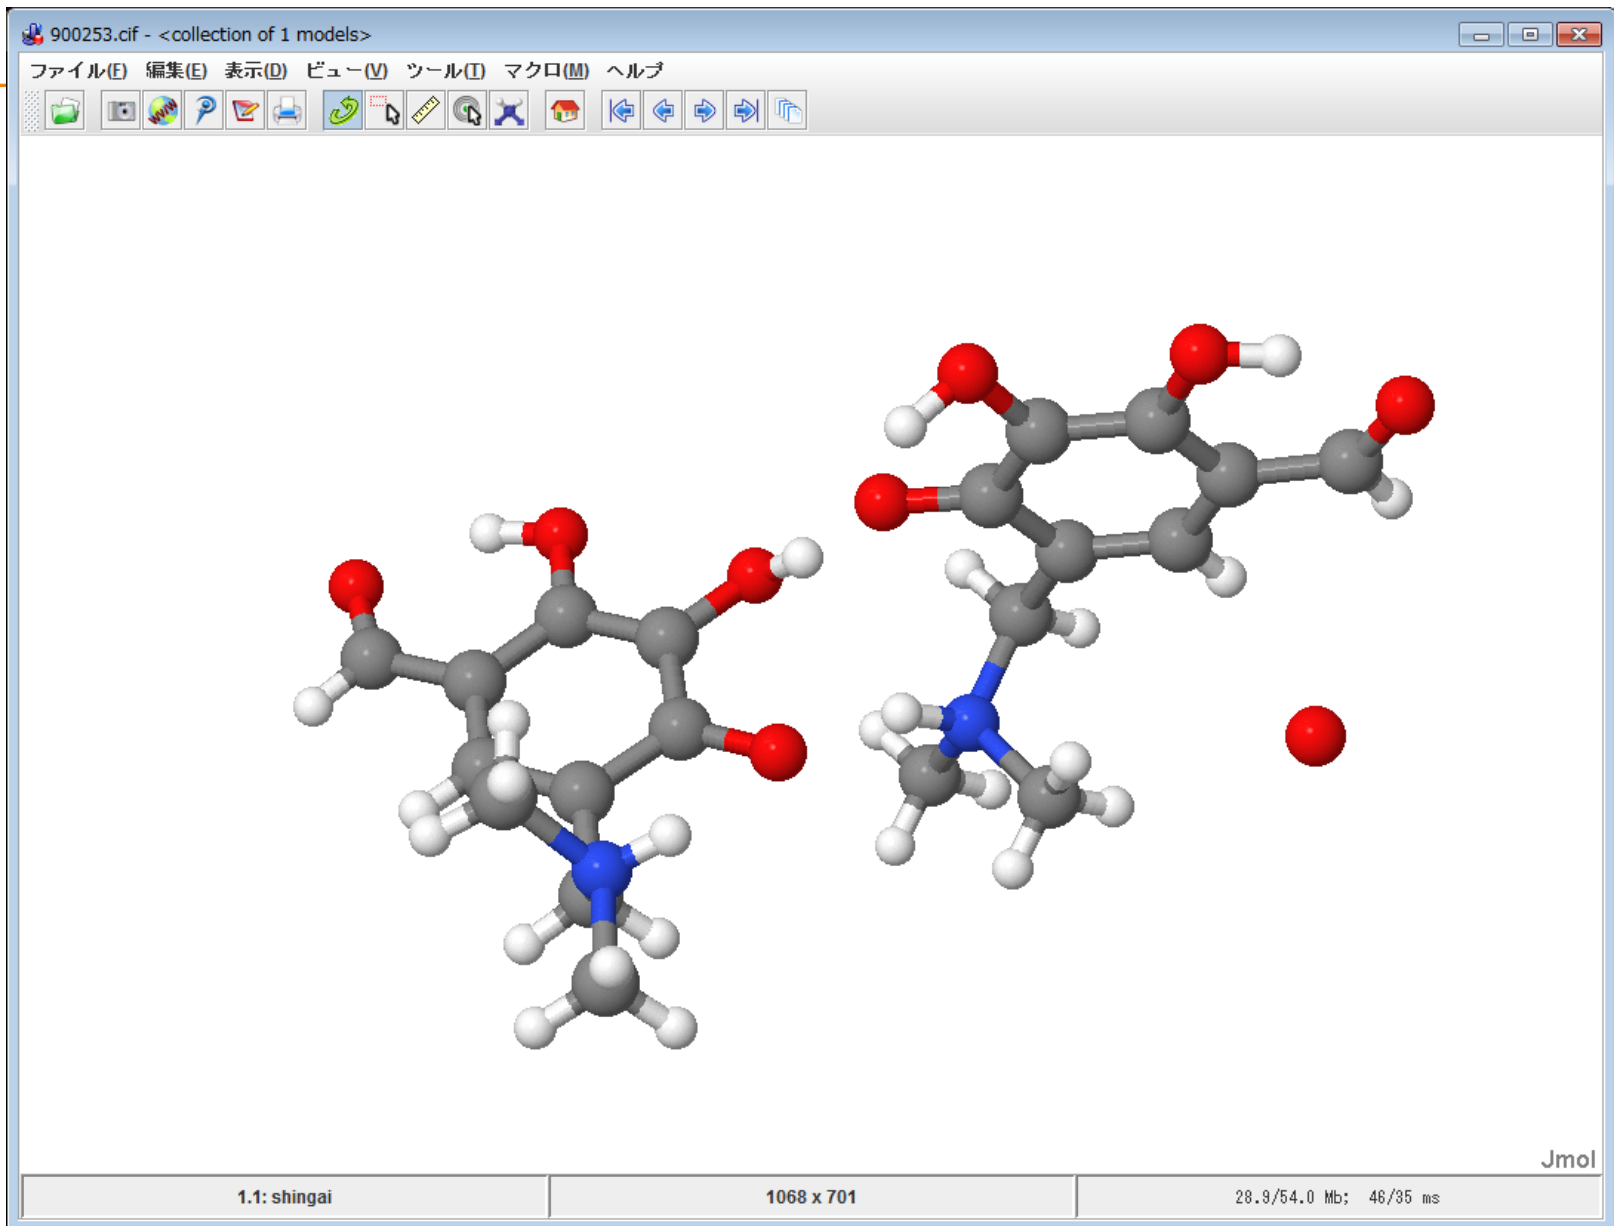 900253.cif - <collection of 1 models>
ファイル(F) 編集(E) 表示(D) ビュー(V) ツール(T) マクロ(M) ヘルプ
Jmol
1.1: shingai 1068 x 701 28.9/54.0 Mb; 46/35 ms